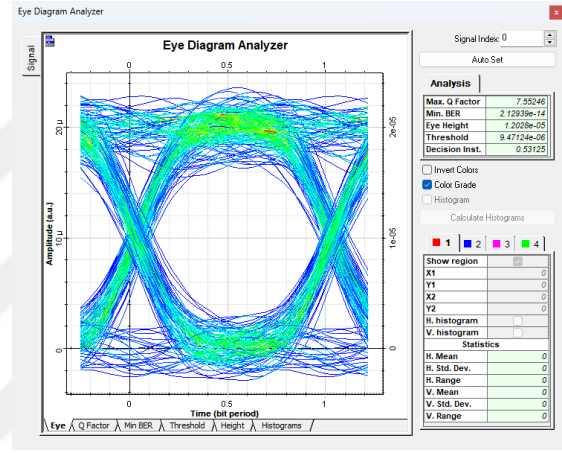 Eye Diagram Analyzer
x
Signal
Eye Diagram Analyzer
0 0.5 1
Amplitude (a.u.)
20 µ
10 µ
0
2e-05
1e-05
0
0 0.5 1
Time (bit period)
Eye Q Factor Min BER Threshold Height Histograms
Signal Index: 0
Auto Set
Analysis
Max. Q Factor 7.55246
Min. BER 2.12939e-14
Eye Height 1.2028e-05
Threshold 9.47124e-06
Decision Inst. 0.53125
Invert Colors
Color Grade
Histogram
Calculate Histograms
1 2 3 4
Show region
X1 0
Y1 0
X2 0
Y2 0
H. histogram
V. histogram
Statistics
H. Mean 0
H. Std. Dev. 0
H. Range 0
V. Mean 0
V. Std. Dev. 0
V. Range 0